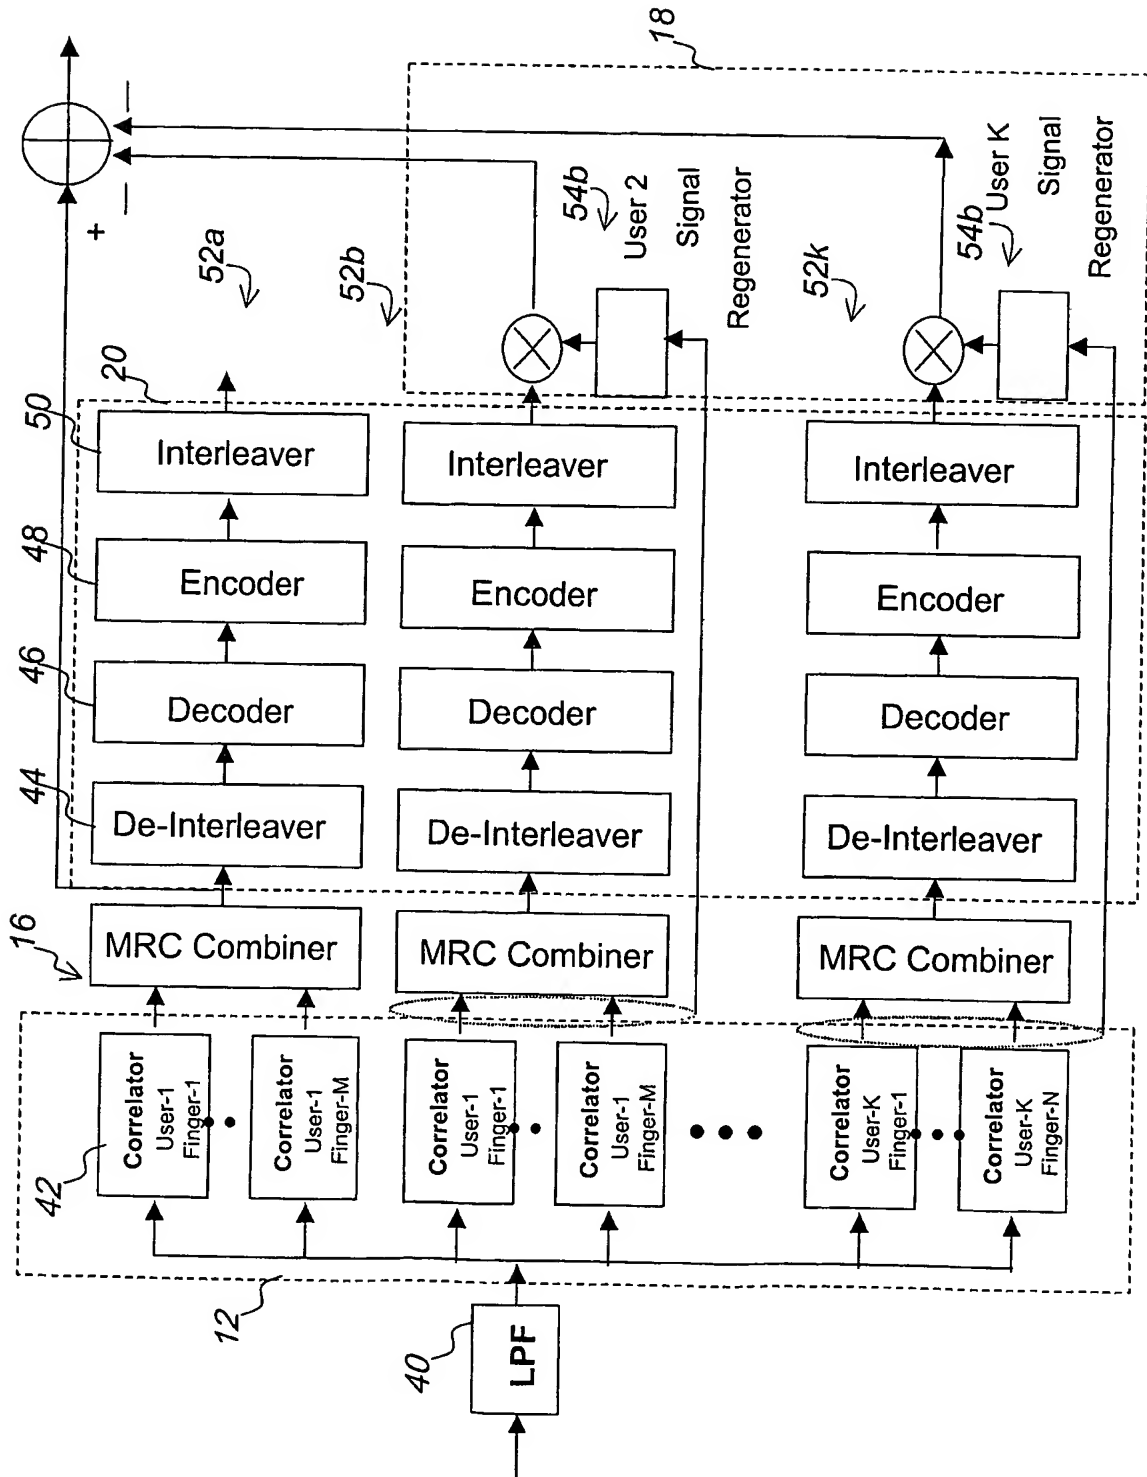 18
+
—
—
52a
52b
54b
User 2
Signal
Regenerator
52k
54b
User K
Signal
Regenerator
50
20
Interleaver
Interleaver
Interleaver
48
Encoder
Encoder
Encoder
46
Decoder
Decoder
Decoder
44
De-Interleaver
De-Interleaver
De-Interleaver
16
MRC Combiner
MRC Combiner
MRC Combiner
42
Correlator
User-1
Finger-1
Correlator
User-1
Finger-M
Correlator
User-1
Finger-1
Correlator
User-1
Finger-M
Correlator
User-K
Finger-1
Correlator
User-K
Finger-N
12
40
LPF